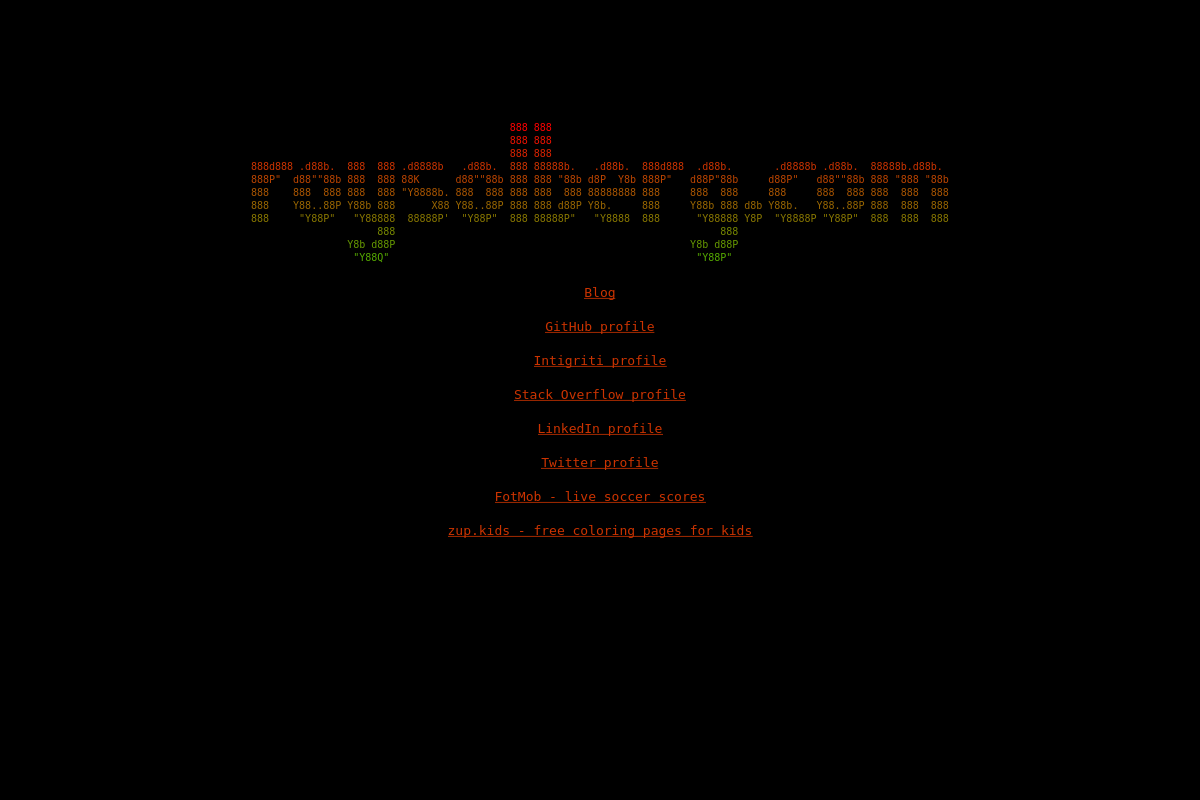 888 888
                                           888 888
                                           888 888
888d888 .d88b.  888  888 .d8888b   .d88b.  888 88888b.   .d88b.  888d888  .d88b.       .d8888b .d88b.  88888b.d88b.
888P"  d88""88b 888  888 88K      d88""88b 888 888 "88b d8P  Y8b 888P"   d88P"88b     d88P"   d88""88b 888 "888 "88b
888    888  888 888  888 "Y8888b. 888  888 888 888  888 88888888 888     888  888     888     888  888 888  888  888
888    Y88..88P Y88b 888      X88 Y88..88P 888 888 d88P Y8b.     888     Y88b 888 d8b Y88b.   Y88..88P 888  888  888
888     "Y88P"   "Y88888  88888P'  "Y88P"  888 88888P"   "Y8888  888      "Y88888 Y8P  "Y8888P "Y88P"  888  888  888
                     888                                                      888
                Y8b d88P                                                 Y8b d88P
                 "Y88Q"                                                   "Y88P"
Blog
GitHub profile
Intigriti profile
Stack Overflow profile
LinkedIn profile
Twitter profile
FotMob - live soccer scores
zup.kids - free coloring pages for kids